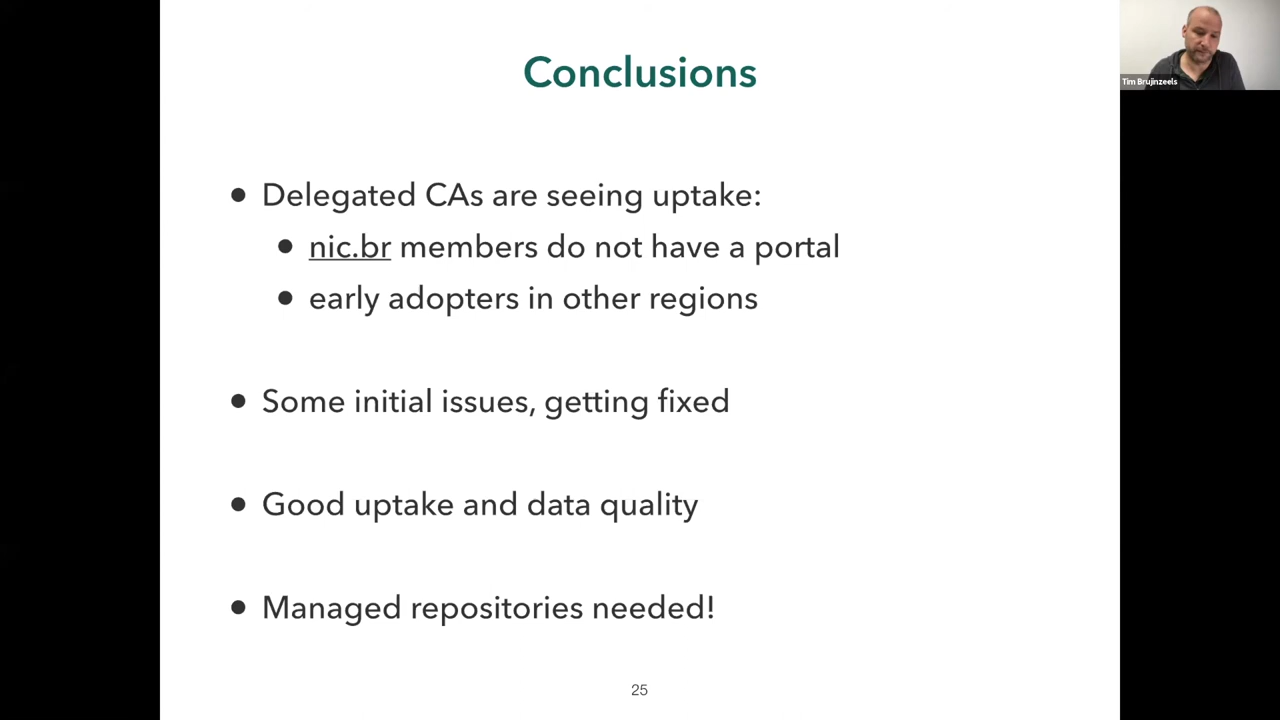 Conclusions
Tim Bruijnzeels
• Delegated CAs are seeing uptake:
• nic.br members do not have a portal
• early adopters in other regions
• Some initial issues, getting fixed
• Good uptake and data quality
• Managed repositories needed!
25